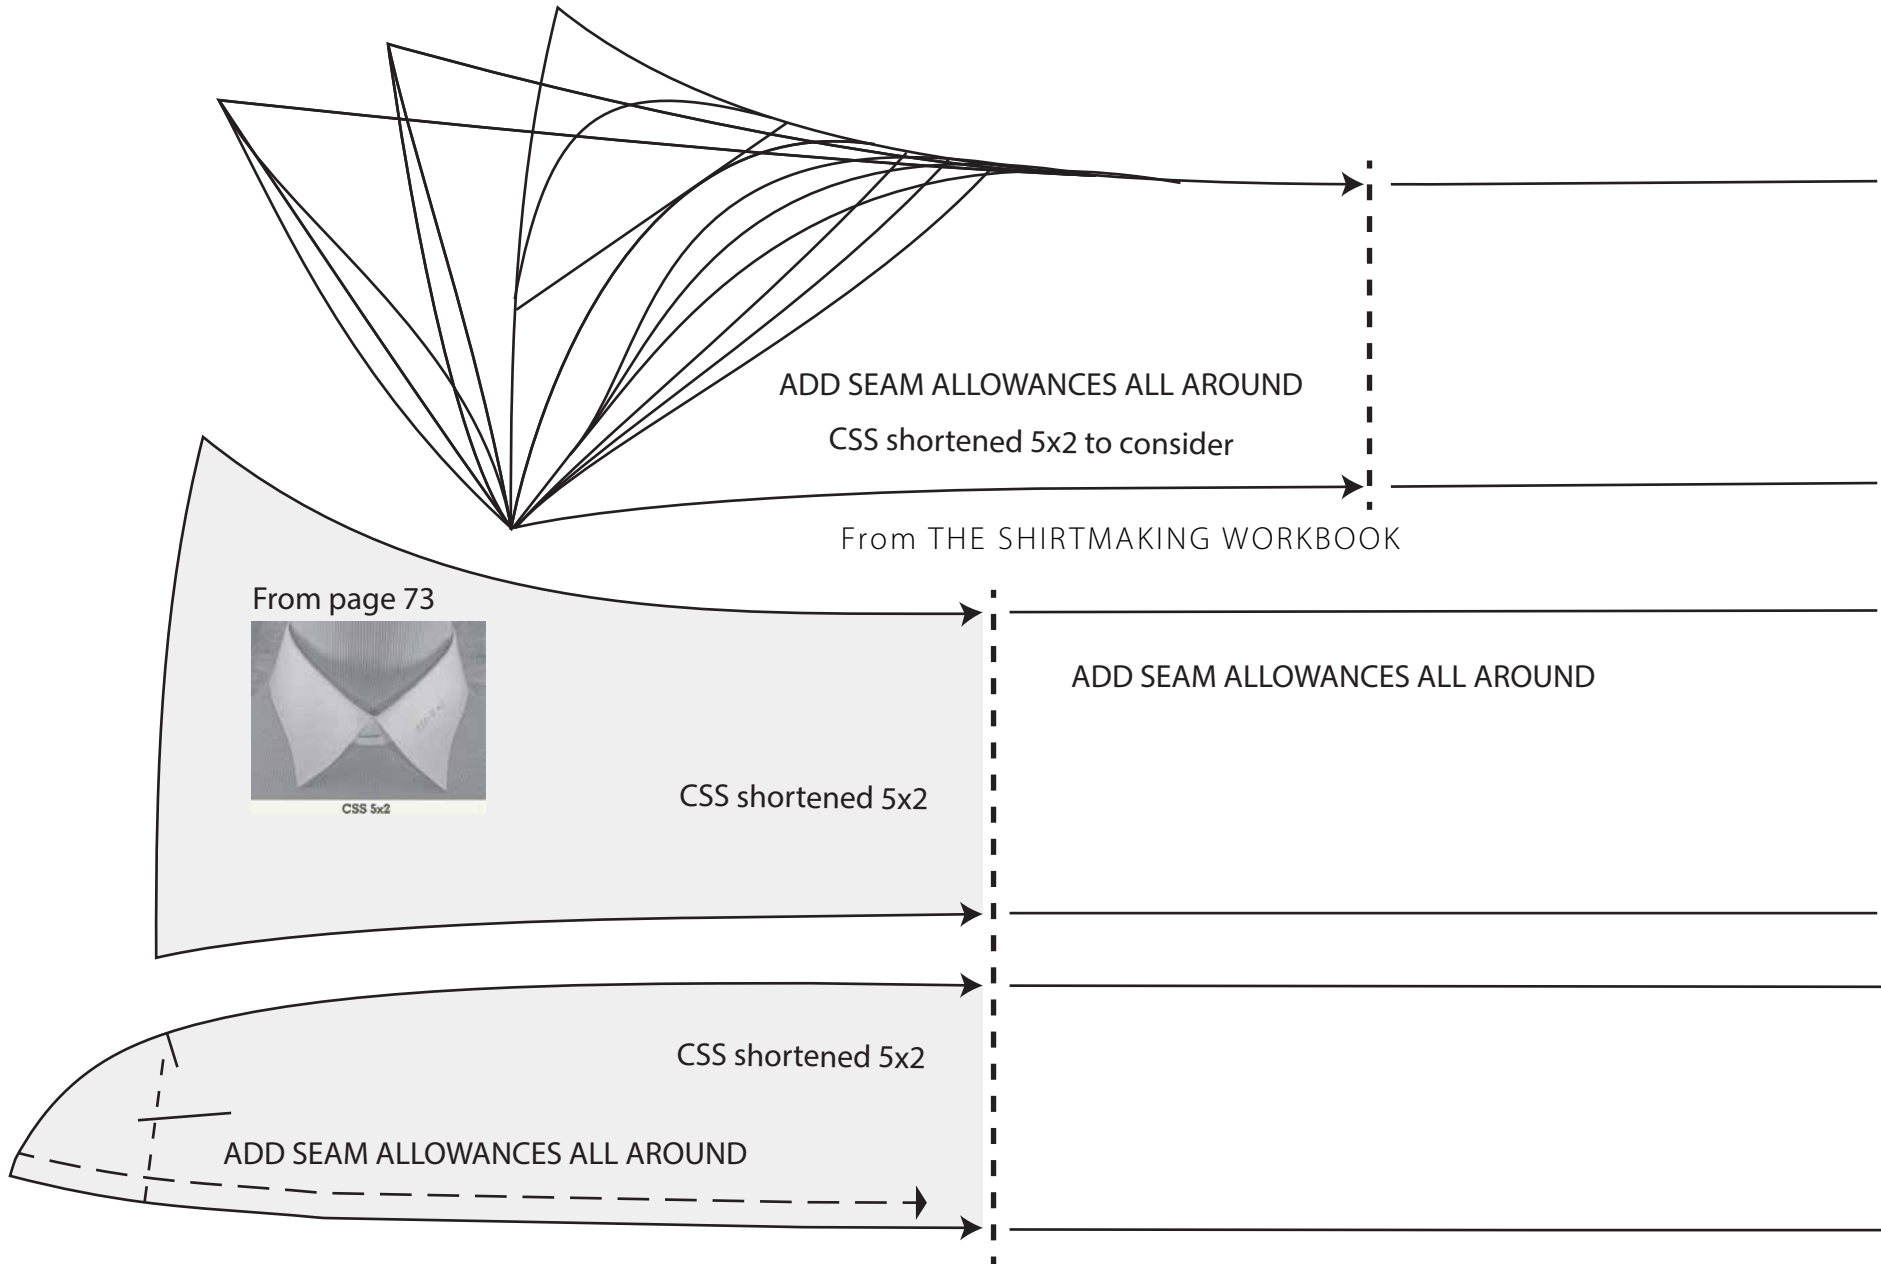 ADD SEAM ALLOWANCES ALL AROUND
CSS shortened 5x2 to consider
From THE SHIRTMAKING WORKBOOK
From page 73
CSS 5x2
ADD SEAM ALLOWANCES ALL AROUND
CSS shortened 5x2
CSS shortened 5x2
ADD SEAM ALLOWANCES ALL AROUND